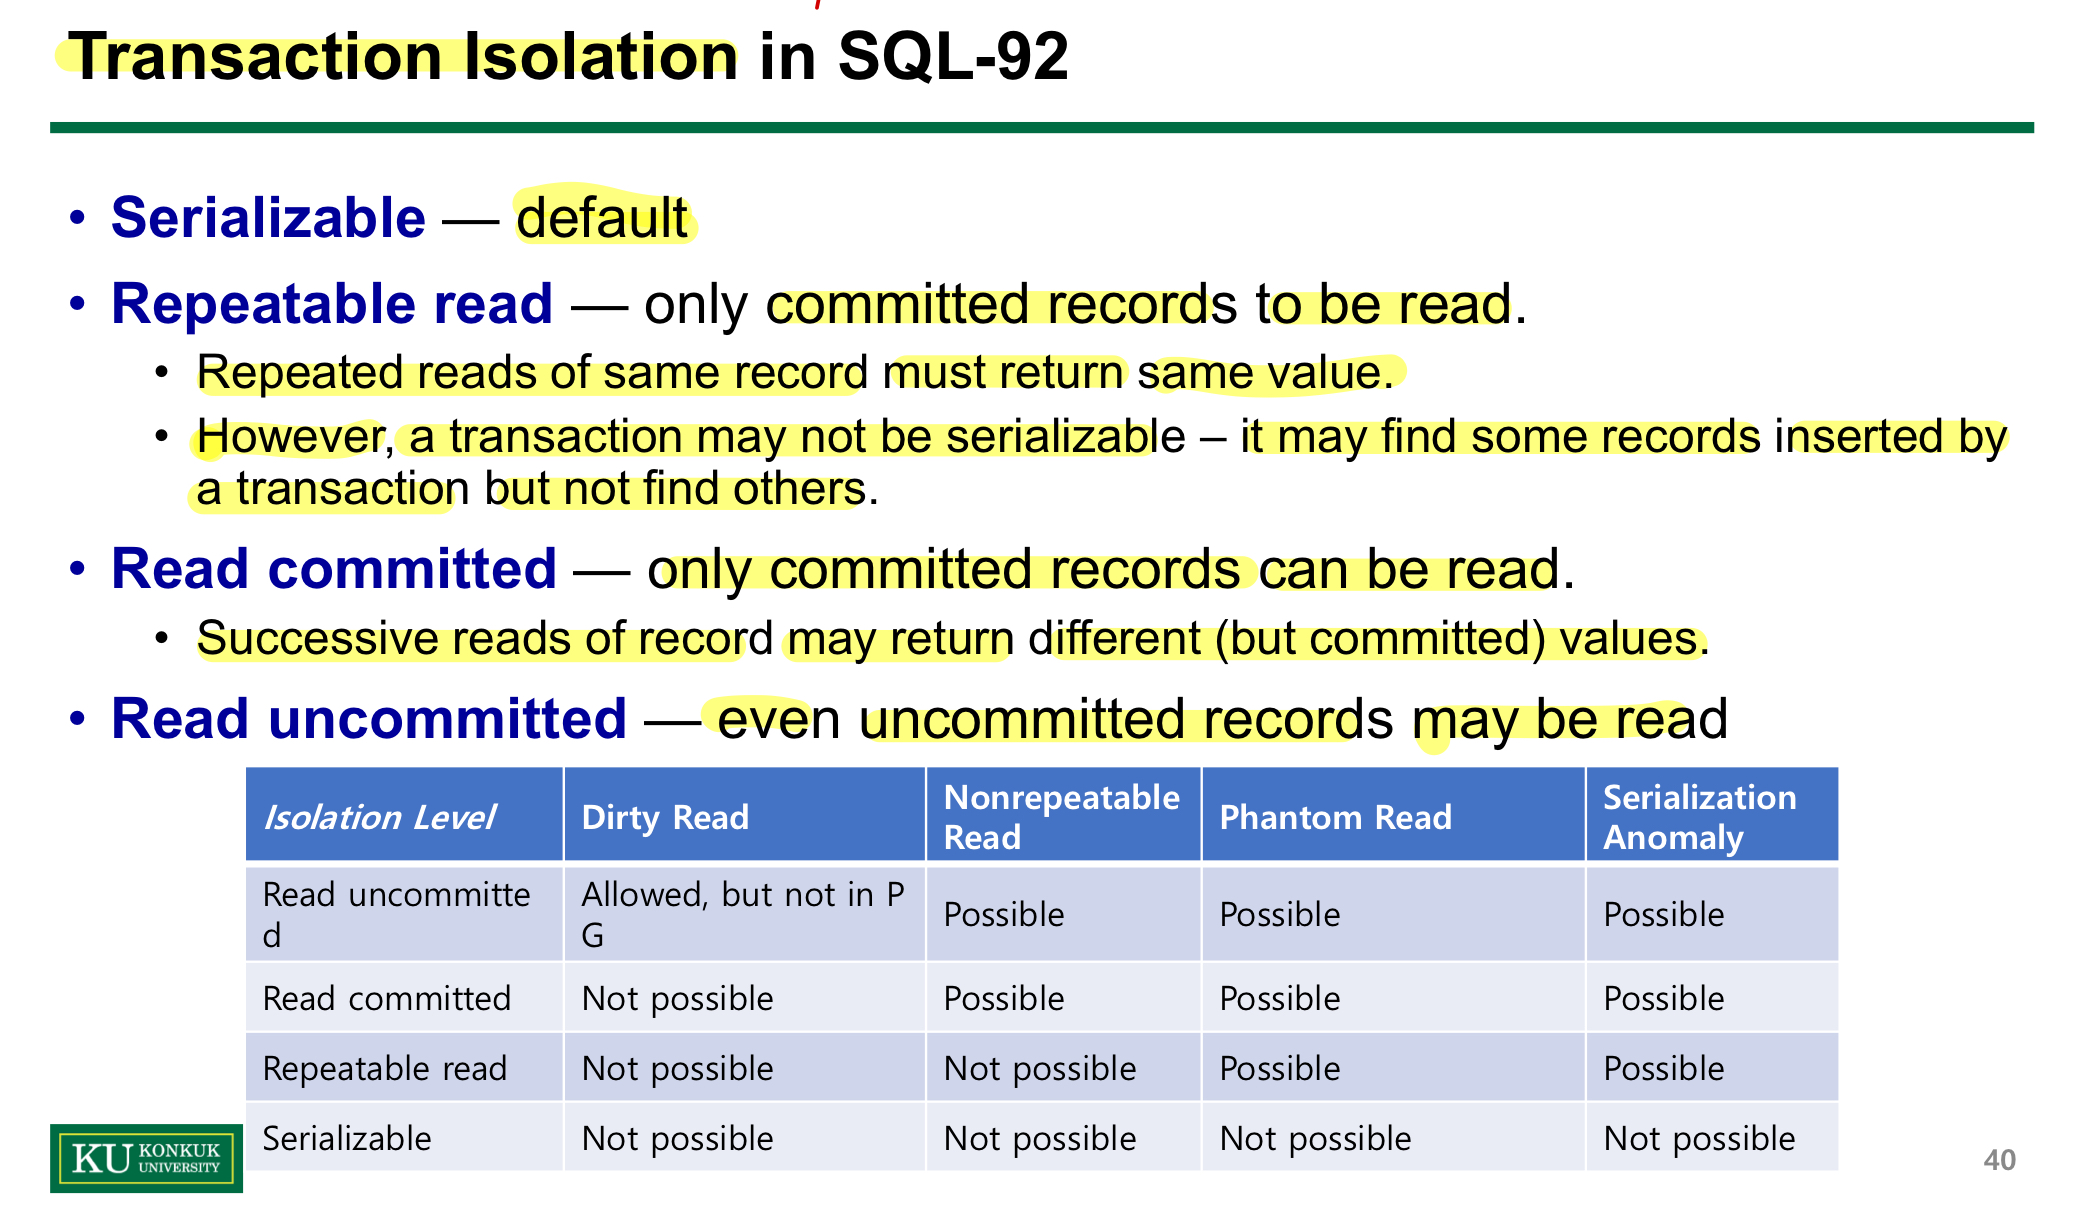 Transaction Isolation in SQL-92
• Serializable — default
• Repeatable read — only committed records to be read.
• Repeated reads of same record must return same value.
• However, a transaction may not be serializable – it may find some records inserted by
a transaction but not find others.
• Read committed — only committed records can be read.
• Successive reads of record may return different (but committed) values.
• Read uncommitted — even uncommitted records may be read
Isolation Level
Dirty Read
Nonrepeatable
Read
Phantom Read
Serialization
Anomaly
Read uncommitte
d
Allowed, but not in P
G
Possible
Possible
Possible
Read committed
Not possible
Possible
Possible
Possible
Repeatable read
Not possible
Not possible
Possible
Possible
Serializable
Not possible
Not possible
Not possible
Not possible
KU KONKUK
UNIVERSITY
40